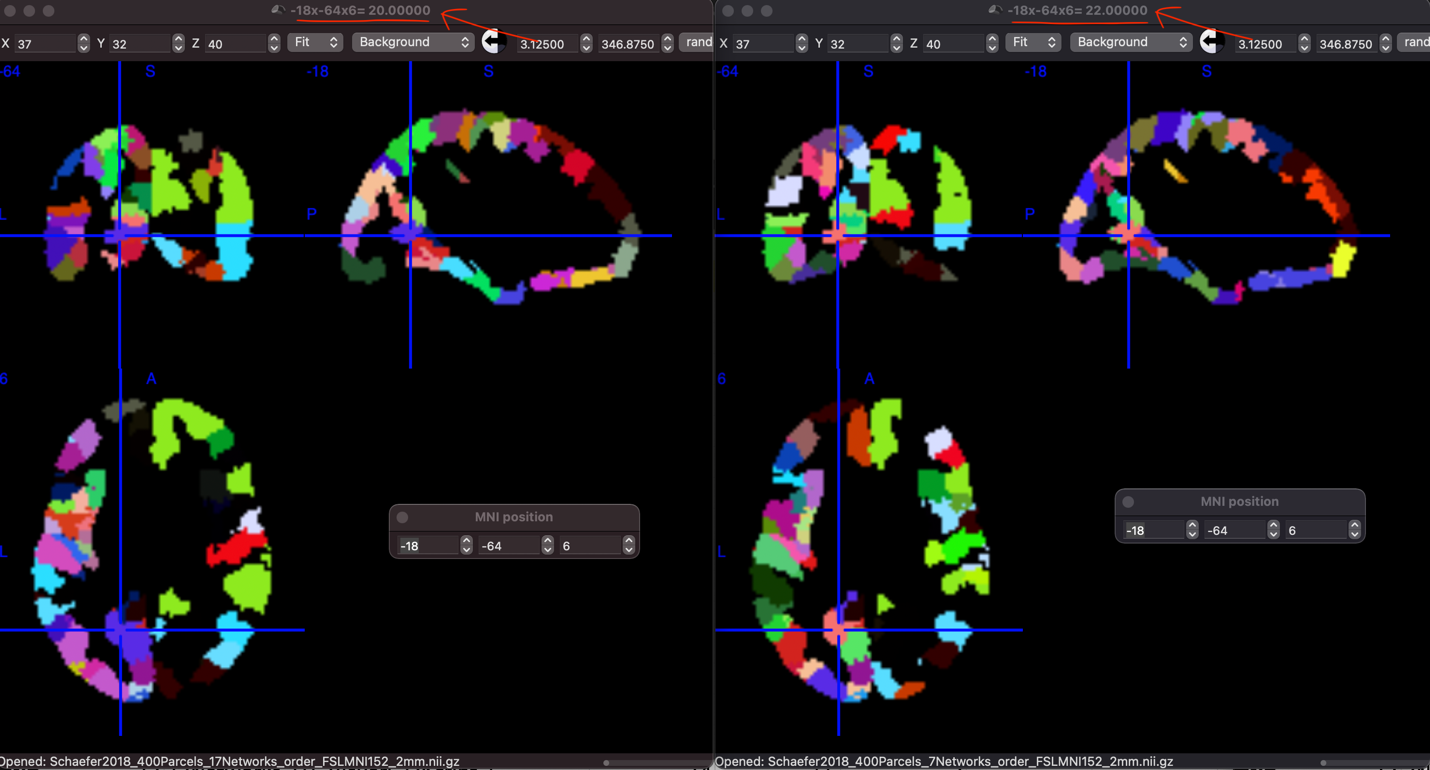 -18x-64x6= 20.00000
X 37 Y 32 Z 40 Fit Background 3.12500 346.8750 rand
-64 S -18 S
L P
6 A
L
MNI position
-18 -64 6
Opened: Schaefer2018_400Parcels_17Networks_order_FSLMNI152_2mm.nii.gz
-18x-64x6= 22.00000
X 37 Y 32 Z 40 Fit Background 3.12500 346.8750 rand
-64 S -18 S
L P
6 A
L
MNI position
-18 -64 6
Opened: Schaefer2018_400Parcels_7Networks_order_FSLMNI152_2mm.nii.gz